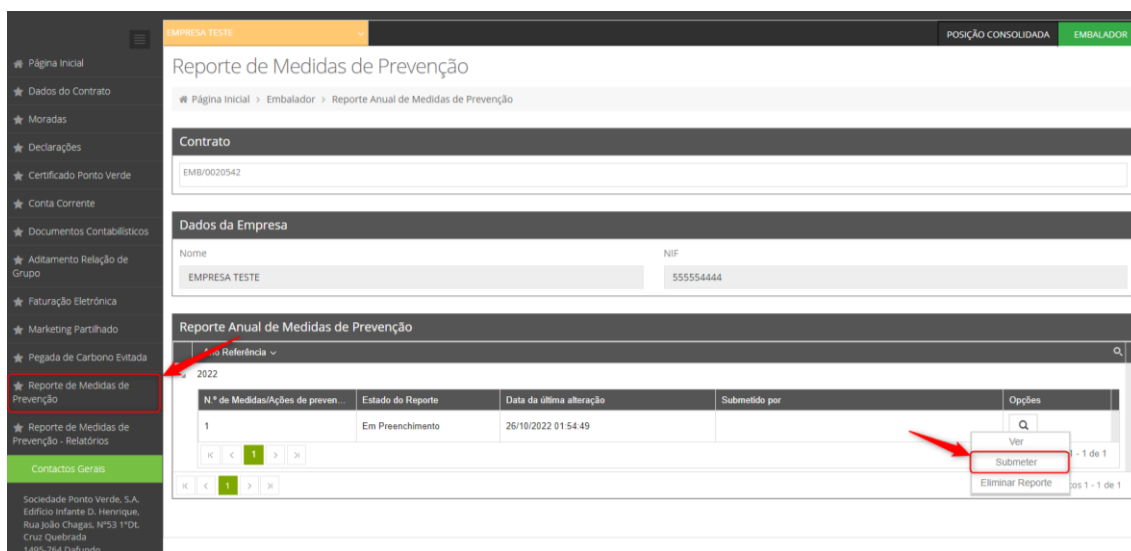 EMPRESA TESTE
POSIÇÃO CONSOLIDADA
EMBALADOR
Página Inicial
Dados do Contrato
Moradas
Declarações
Certificado Ponto Verde
Conta Corrente
Documentos Contabilísticos
Aditamento Relação de
Grupo
Faturação Eletrónica
Marketing Partilhado
Pegada de Carbono Evitada
Reporte de Medidas de
Prevenção
Reporte de Medidas de
Prevenção - Relatórios
Contactos Gerais
Sociedade Ponto Verde, S.A.
Edifício Infante D. Henrique,
Rua João Chagas, Nº53 1ºDt.
Cruz Quebrada
1495-764 Dafundo
Reporte de Medidas de Prevenção
Página Inicial > Embalador > Reporte Anual de Medidas de Prevenção
Contrato
EMB/0020542
Dados da Empresa
Nome
NIF
EMPRESA TESTE
555554444
Reporte Anual de Medidas de Prevenção
Ano Referência
2022
N.º de Medidas/Ações de preven... Estado do Reporte Data da última alteração Submetido por Opções
1 Em Preenchimento 26/10/2022 01:54:49
Ver
Submeter
Eliminar Reporte
1
1 - 1 de 1
1
os 1 - 1 de 1